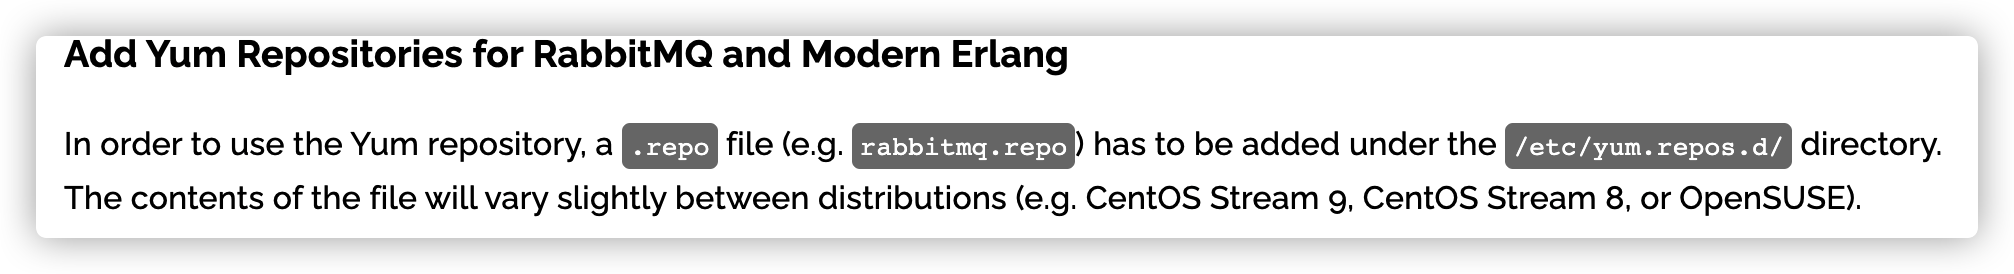 Add Yum Repositories for RabbitMQ and Modern Erlang
In order to use the Yum repository, a .repo file (e.g. rabbitmq.repo) has to be added under the /etc/yum.repos.d/ directory.
The contents of the file will vary slightly between distributions (e.g. CentOS Stream 9, CentOS Stream 8, or OpenSUSE).